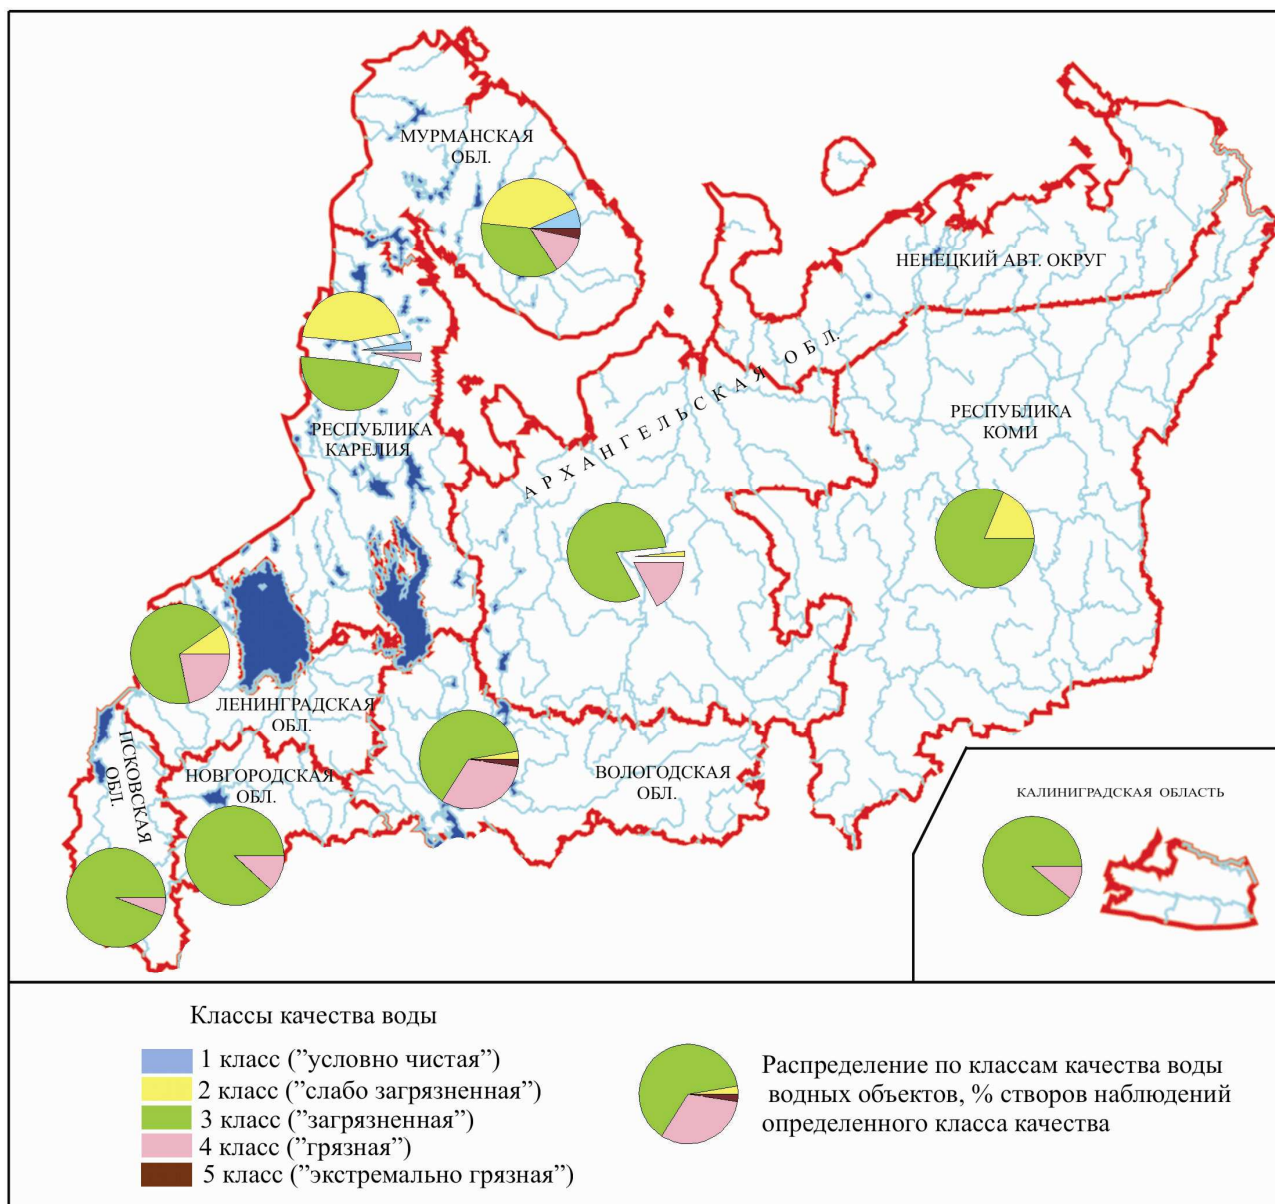 МУРМАНСКАЯ
ОБЛ.
НЕНЕЦКИЙ АВТ. ОКРУГ
АРХАНГЕЛЬСКАЯ ОБЛ.
РЕСПУБЛИКА
КОМИ
РЕСПУБЛИКА
КАРЕЛИЯ
ЛЕНИНГРАДСКАЯ
ОБЛ.
ПСКОВСКАЯ
ОБЛ.
НОВГОРОДСКАЯ
ОБЛ.
ВОЛОГОДСКАЯ
ОБЛ.
КАЛИНИГРАДСКАЯ ОБЛАСТЬ
Классы качества воды
1 класс (”условно чистая”)
2 класс (”слабо загрязненная”)
3 класс (”загрязненная”)
4 класс (”грязная”)
5 класс (”экстремально грязная”)
Распределение по классам качества воды
водных объектов, % створов наблюдений
определенного класса качества